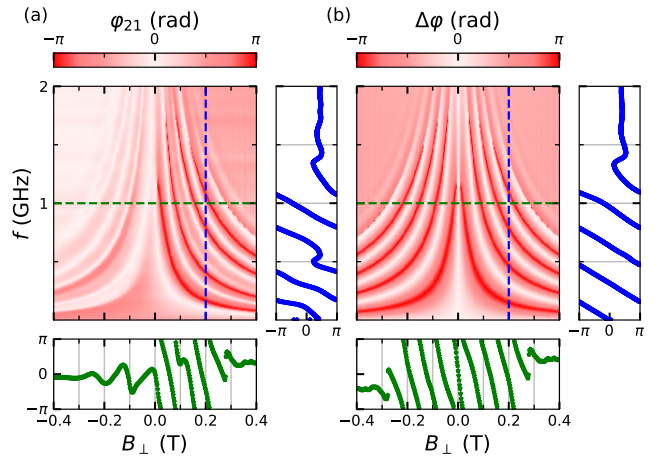 (a) φ₂₁ (rad) (b) Δφ (rad)
−π 0 π −π 0 π
2
1
f (GHz)
−π 0 π −π 0 π
π
0
−π
−0.4 −0.2 0.0 0.2 0.4 −0.4 −0.2 0.0 0.2 0.4
B⊥ (T) B⊥ (T)